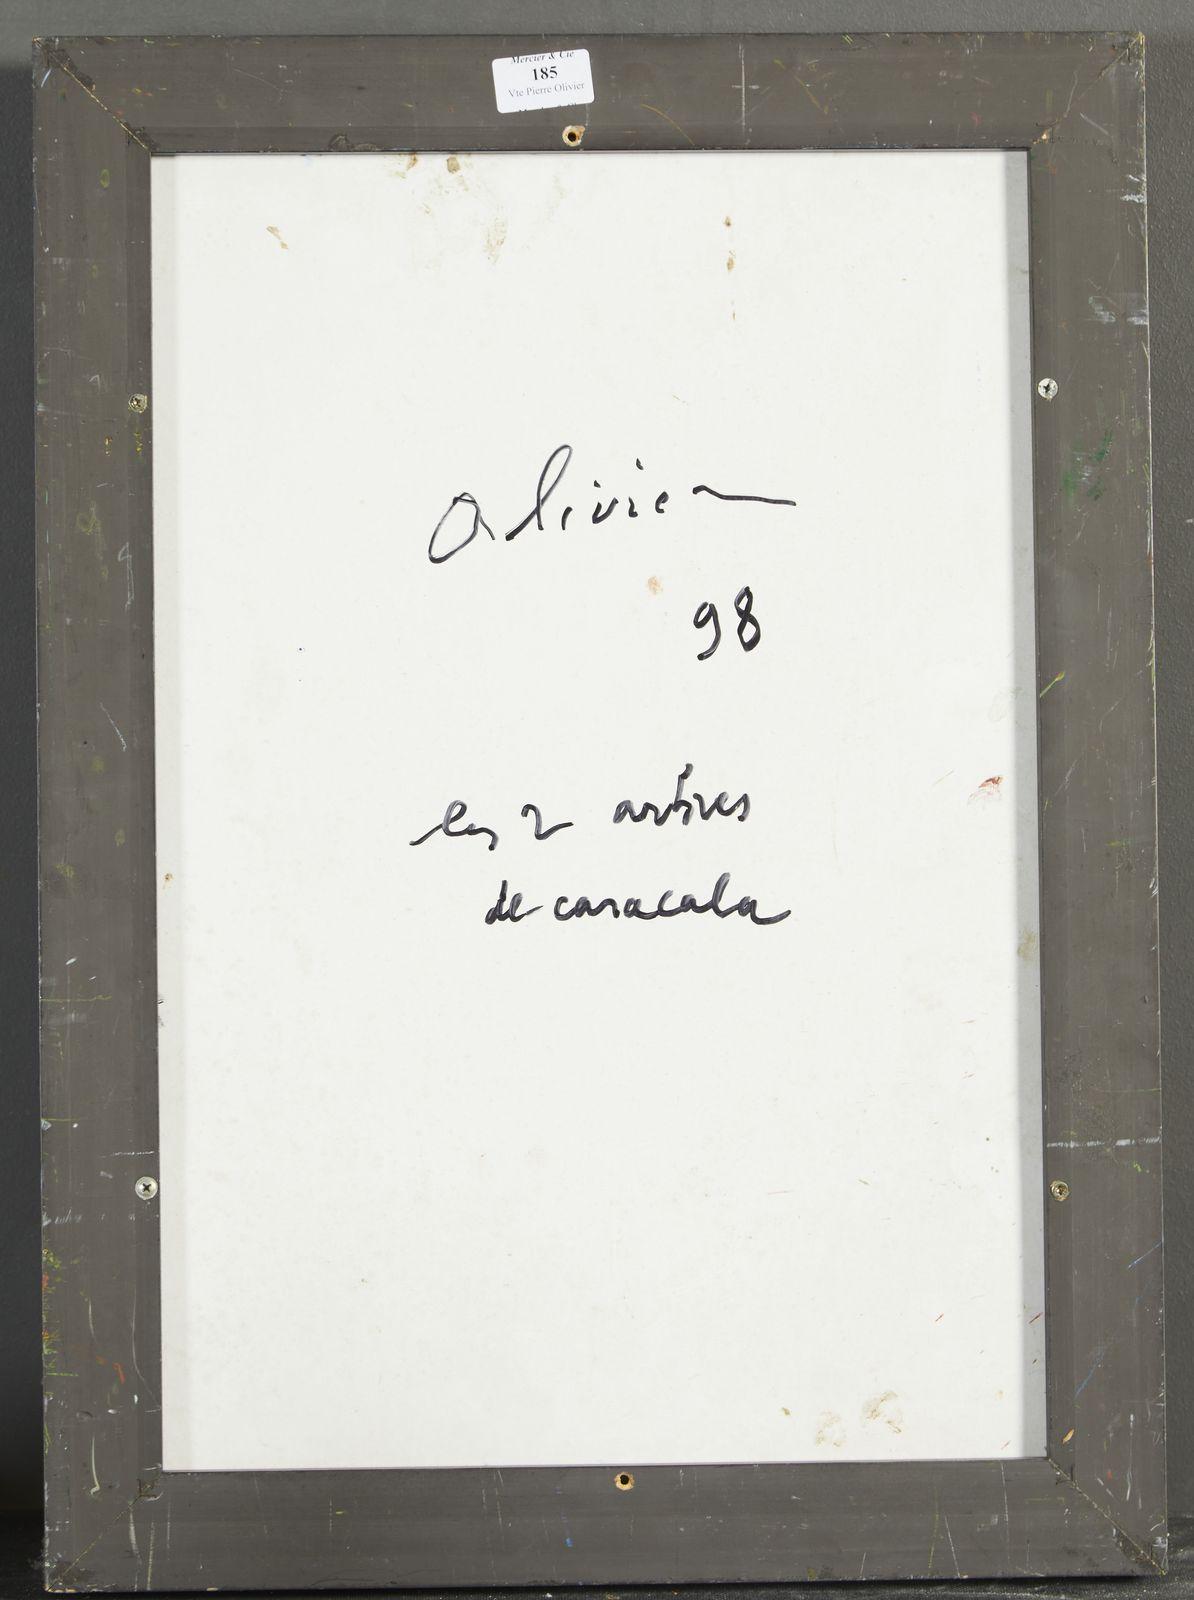 Mercier & Cie
185
Vte Pierre Olivier
Olivier
98
les 2 arbres
de caracala